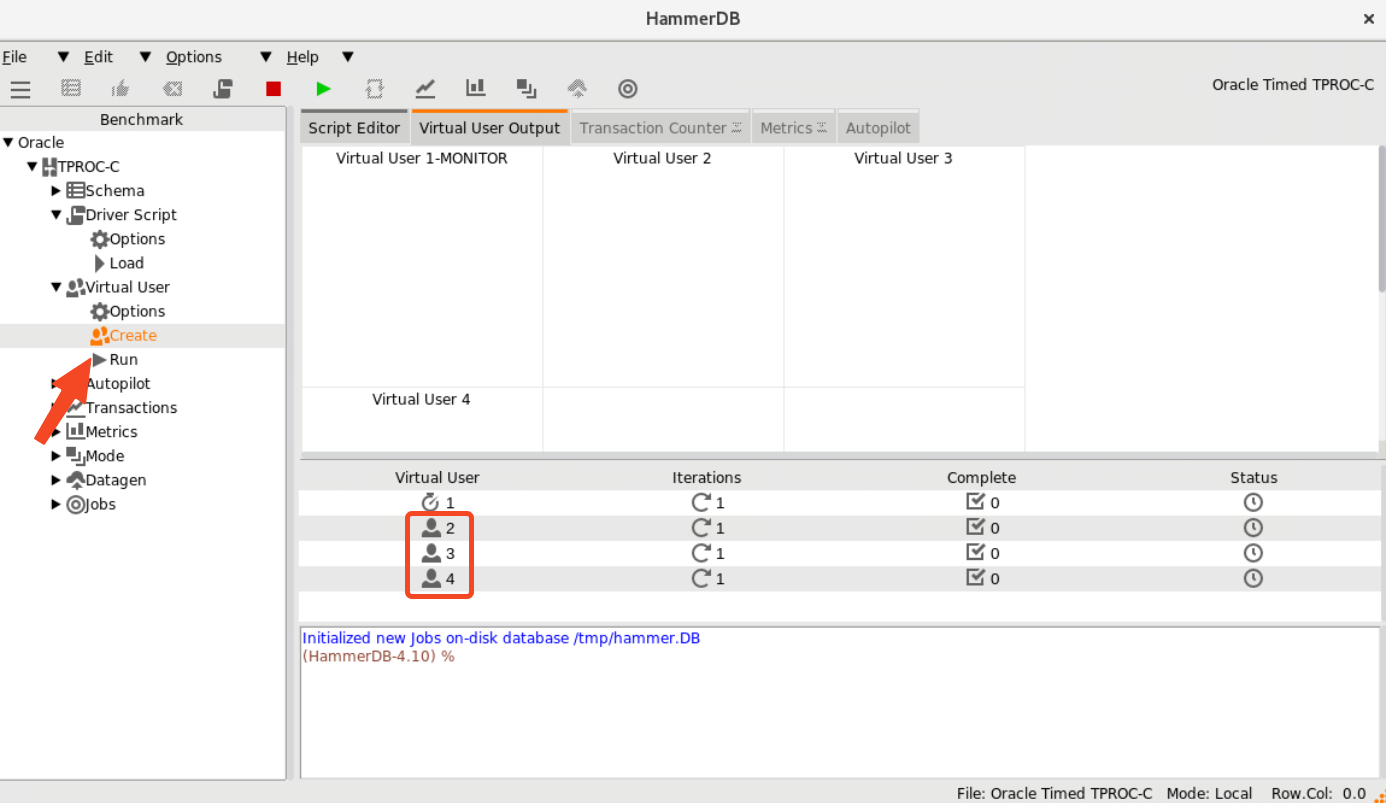 HammerDB
File Edit Options Help
Oracle Timed TPROC-C
Benchmark
Oracle
TPROC-C
Schema
Driver Script
Options
Load
Virtual User
Options
Create
Run
Autopilot
Transactions
Metrics
Mode
Datagen
Jobs
Script Editor Virtual User Output Transaction Counter Metrics Autopilot
Virtual User 1-MONITOR Virtual User 2 Virtual User 3
Virtual User 4
Virtual User Iterations Complete Status
1 1 0
2 1 0
3 1 0
4 1 0
Initialized new Jobs on-disk database /tmp/hammer.DB
(HammerDB-4.10) %
File: Oracle Timed TPROC-C Mode: Local Row.Col: 0.0